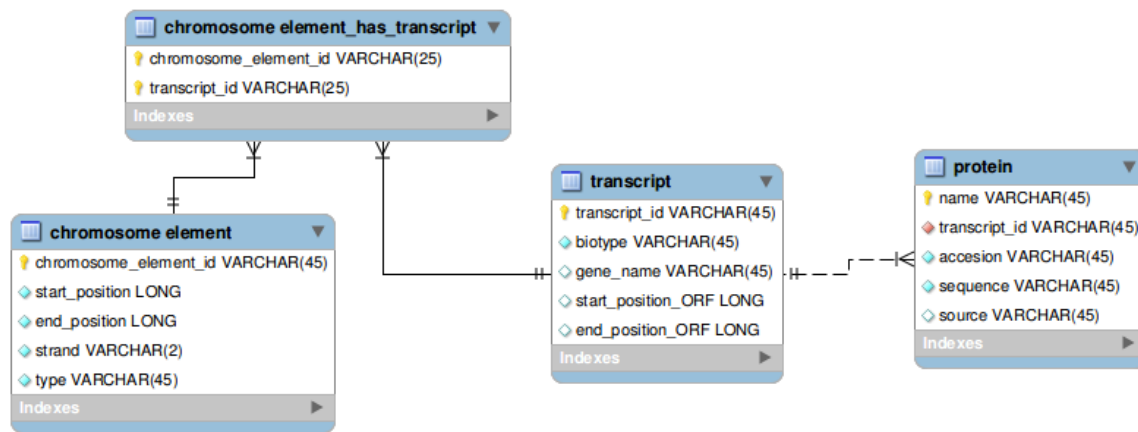 chromosome element_has_transcript
chromosome_element_id VARCHAR(25)
transcript_id VARCHAR(25)
Indexes
chromosome element
chromosome_element_id VARCHAR(45)
start_position LONG
end_position LONG
strand VARCHAR(2)
type VARCHAR(45)
Indexes
transcript
transcript_id VARCHAR(45)
biotype VARCHAR(45)
gene_name VARCHAR(45)
start_position_ORF LONG
end_position_ORF LONG
Indexes
protein
name VARCHAR(45)
transcript_id VARCHAR(45)
accesion VARCHAR(45)
sequence VARCHAR(45)
source VARCHAR(45)
Indexes